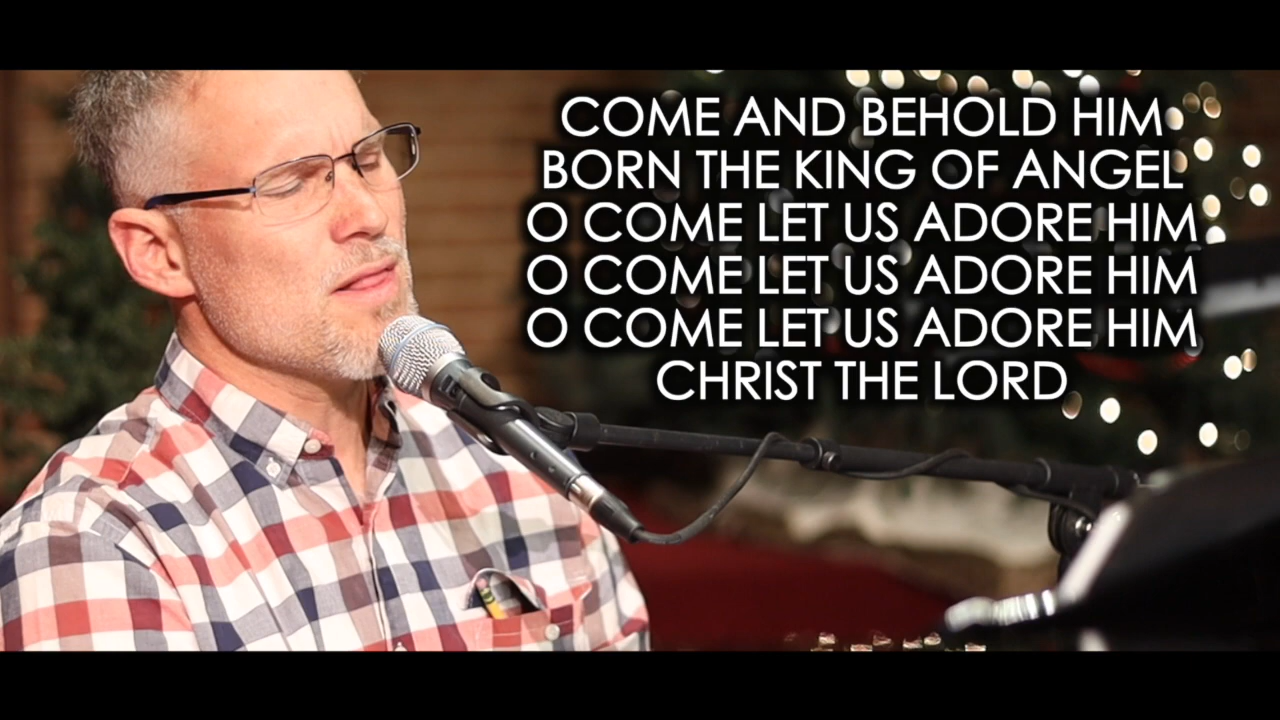 COME AND BEHOLD HIM
BORN THE KING OF ANGEL
O COME LET US ADORE HIM
O COME LET US ADORE HIM
O COME LET US ADORE HIM
CHRIST THE LORD